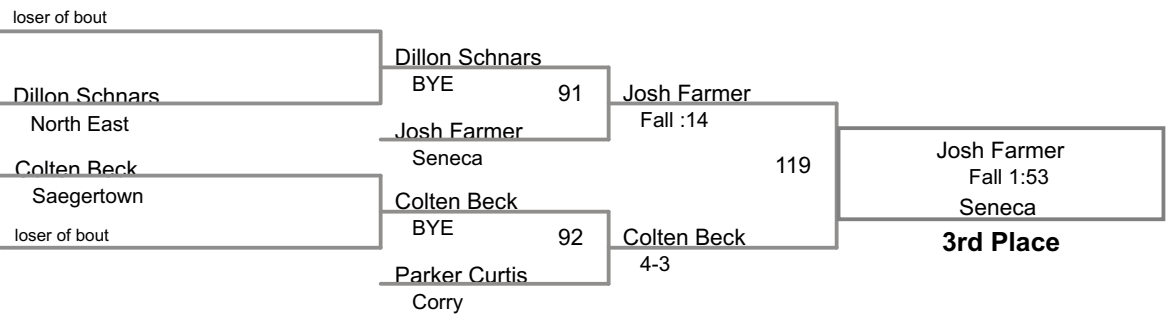 loser of bout
Dillon Schnars
North East
Colten Beck
Saegertown
loser of bout
Dillon Schnars
BYE
91
Josh Farmer
Seneca
Colten Beck
BYE
92
Parker Curtis
Corry
Josh Farmer
Fall :14
119
Colten Beck
4-3
Josh Farmer
Fall 1:53
Seneca
3rd Place